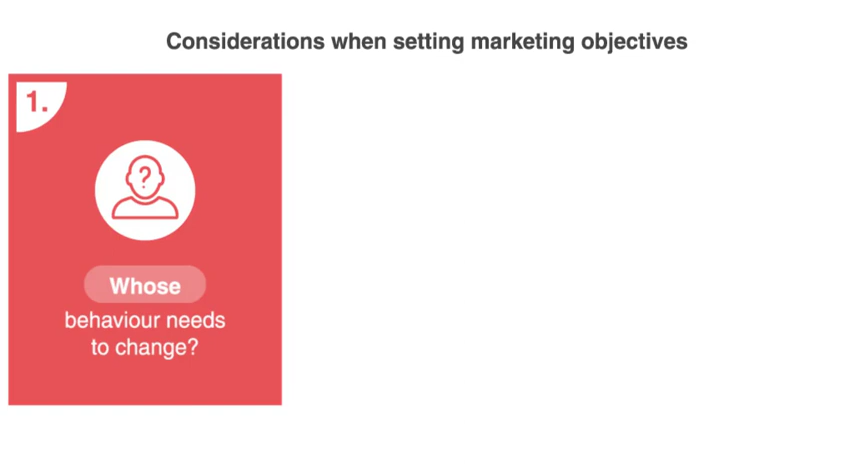 Considerations when setting marketing objectives
1.
?
Whose
behaviour needs
to change?